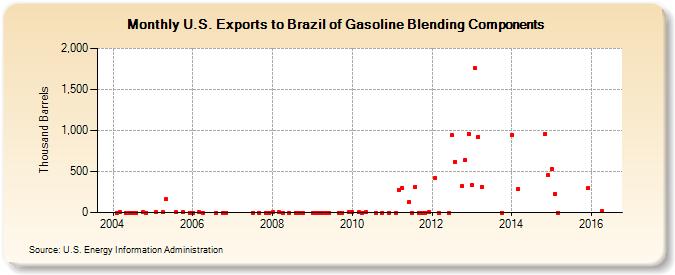 Monthly U.S. Exports to Brazil of Gasoline Blending Components
Thousand Barrels
2,000
1,500
1,000
500
0
2004 2006 2008 2010 2012 2014 2016
Source: U.S. Energy Information Administration